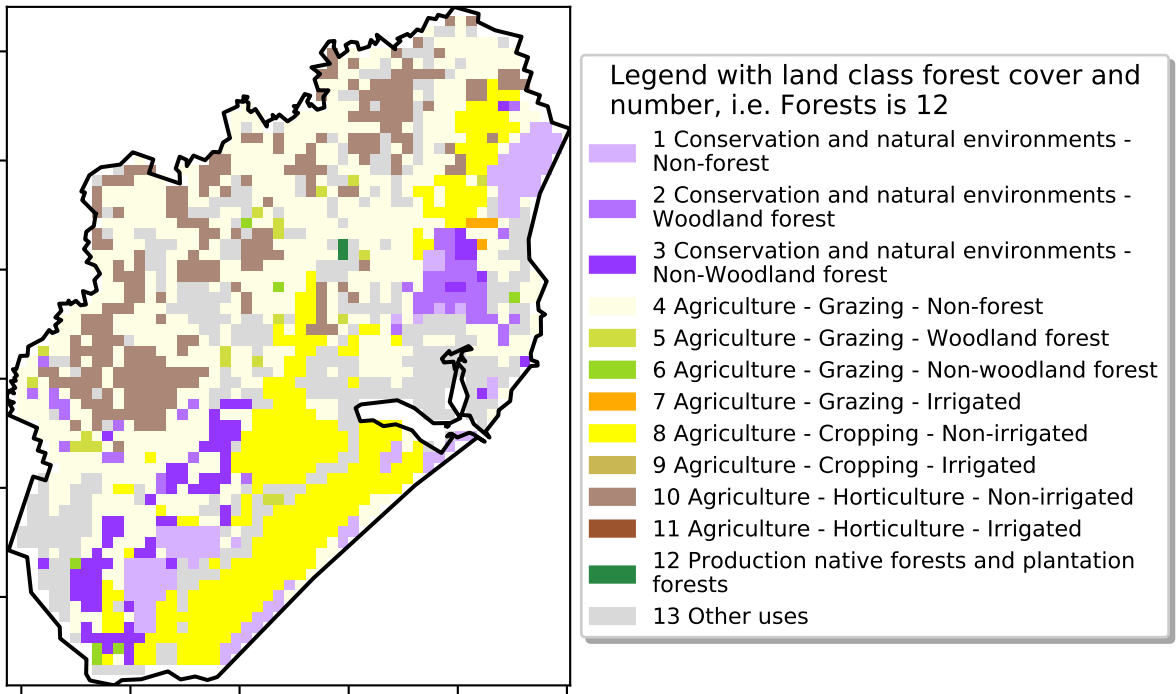 Legend with land class forest cover and
number, i.e. Forests is 12
1 Conservation and natural environments -
Non-forest
2 Conservation and natural environments -
Woodland forest
3 Conservation and natural environments -
Non-Woodland forest
4 Agriculture - Grazing - Non-forest
5 Agriculture - Grazing - Woodland forest
6 Agriculture - Grazing - Non-woodland forest
7 Agriculture - Grazing - Irrigated
8 Agriculture - Cropping - Non-irrigated
9 Agriculture - Cropping - Irrigated
10 Agriculture - Horticulture - Non-irrigated
11 Agriculture - Horticulture - Irrigated
12 Production native forests and plantation
forests
13 Other uses